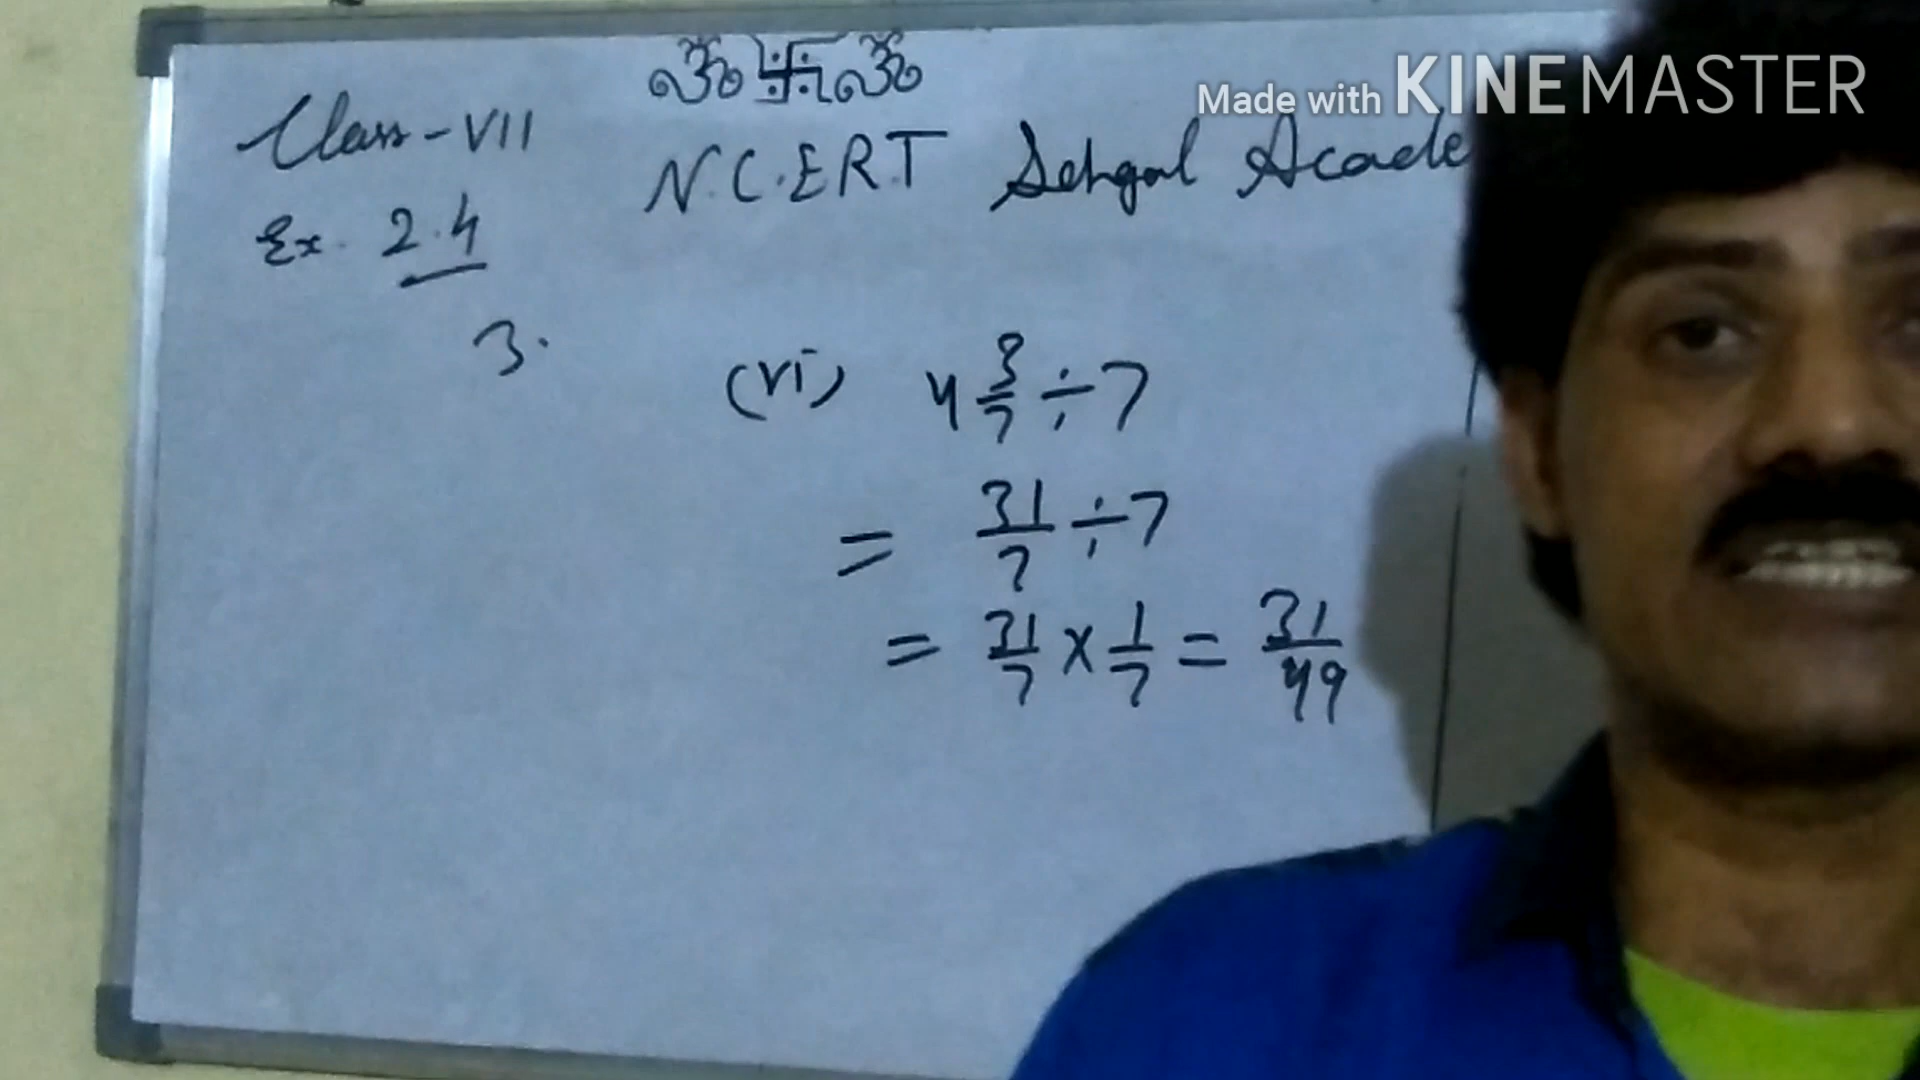 ॐ 卐 ॐ
Made with KINEMASTER
Class-VII
N.C.E.R.T Sehgal Acade
Ex. 2.4
3.
(vi) 4 3/7 ÷ 7
= 31/7 ÷ 7
= 31/7 x 1/7 = 31/49